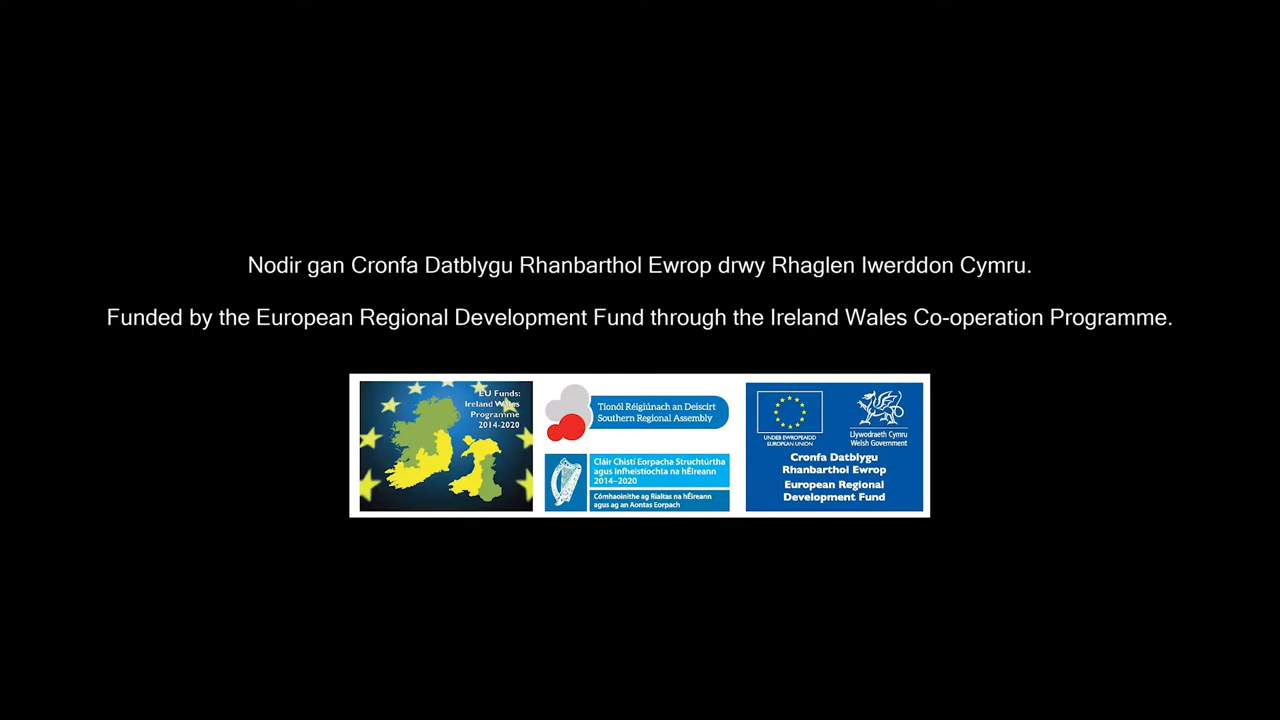 Nodir gan Cronfa Datblygu Rhanbarthol Ewrop drwy Rhaglen Iwerddon Cymru.
Funded by the European Regional Development Fund through the Ireland Wales Co-operation Programme.
EU Funds:
Ireland Wales
Programme
2014-2020
Tionól Réigiúnach an Deiscirt
Southern Regional Assembly
Cláir Chistí Eorpacha Struchtúrtha
agus Infheistíochta na hÉireann
2014–2020
Cómhaoinithe ag Rialtas na hÉireann
agus ag an Aontas Eorpach
UNDEB EWROPEAIDD
EUROPEAN UNION
Llywodraeth Cymru
Welsh Government
Cronfa Datblygu
Rhanbarthol Ewrop
European Regional
Development Fund